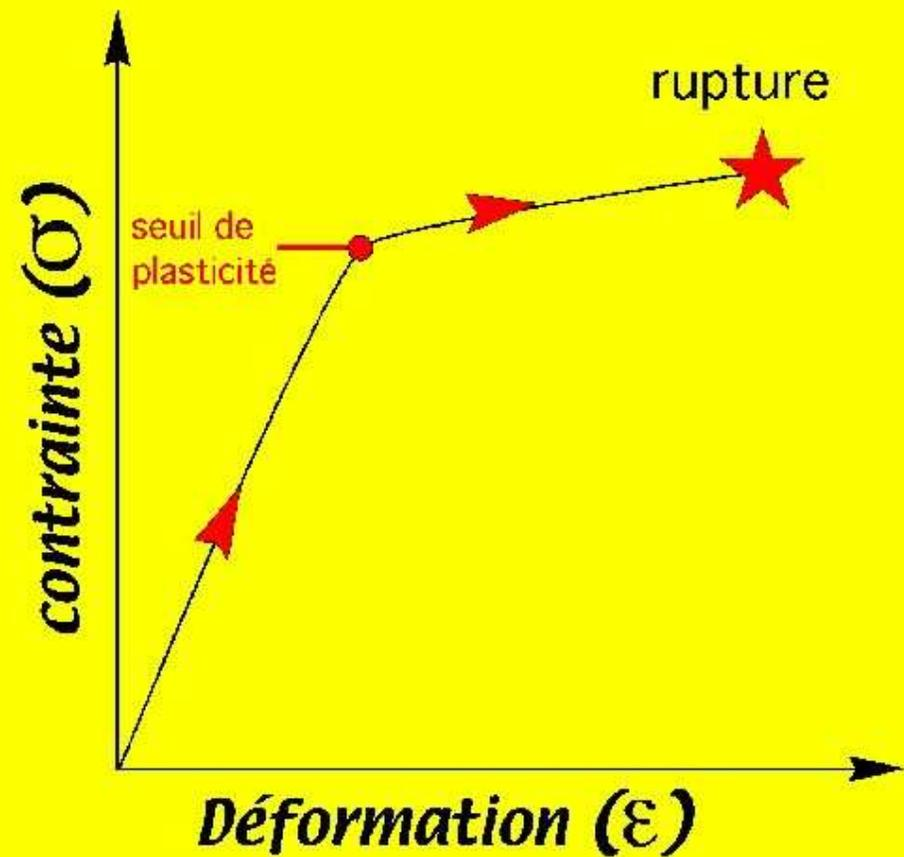 rupture
seuil de
plasticité
contrainte (σ)
Déformation (ε)